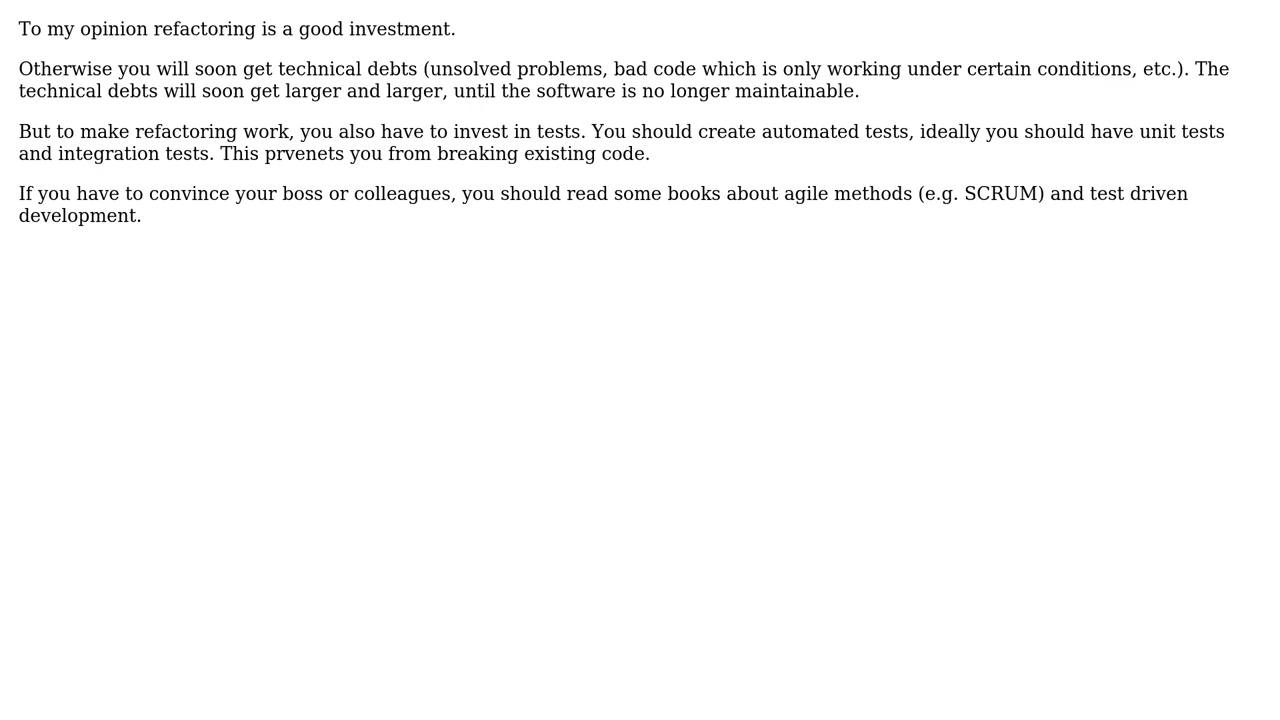 To my opinion refactoring is a good investment.
Otherwise you will soon get technical debts (unsolved problems, bad code which is only working under certain conditions, etc.). The
technical debts will soon get larger and larger, until the software is no longer maintainable.
But to make refactoring work, you also have to invest in tests. You should create automated tests, ideally you should have unit tests
and integration tests. This prvenets you from breaking existing code.
If you have to convince your boss or colleagues, you should read some books about agile methods (e.g. SCRUM) and test driven
development.